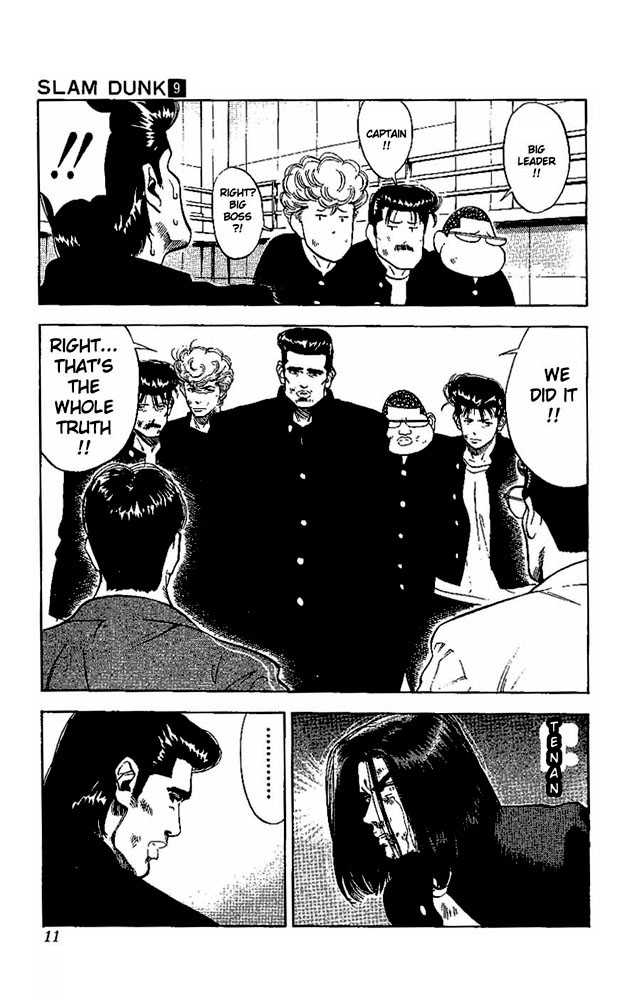 SLAM DUNK 9
BIG
LEADER
!!
CAPTAIN
!!
RIGHT?
BIG
BOSS
?!
!!
WE
DID IT
!!
RIGHT...
THAT'S
THE
WHOLE
TRUTH
!!
TENAN
.........
11